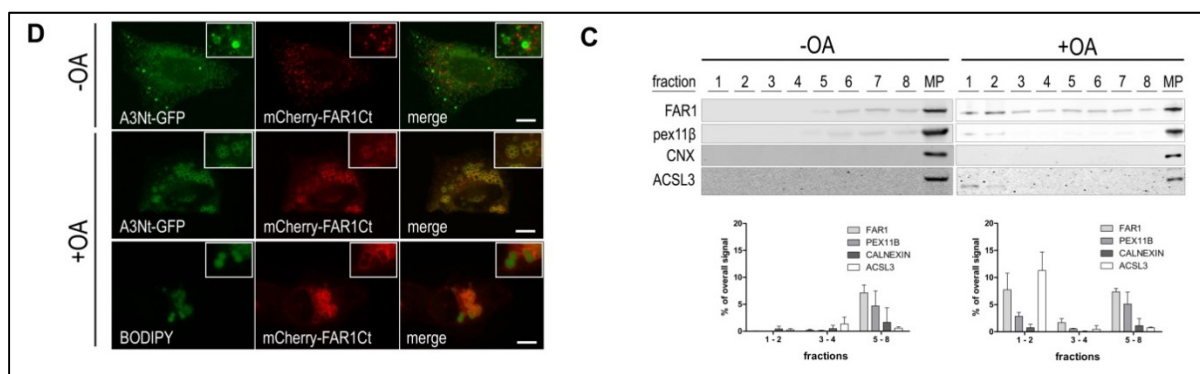 D
-OA
A3Nt-GFP mCherry-FAR1Ct merge
+OA
A3Nt-GFP mCherry-FAR1Ct merge
BODIPY mCherry-FAR1Ct merge
C
-OA +OA
fraction 1 2 3 4 5 6 7 8 MP 1 2 3 4 5 6 7 8 MP
FAR1
pex11β
CNX
ACSL3
% of overall signal
20
15
10
5
0
FAR1
PEX11B
CALNEXIN
ACSL3
1 - 2 3 - 4 5 - 8
fractions
% of overall signal
20
15
10
5
0
FAR1
PEX11B
CALNEXIN
ACSL3
1 - 2 3 - 4 5 - 8
fractions